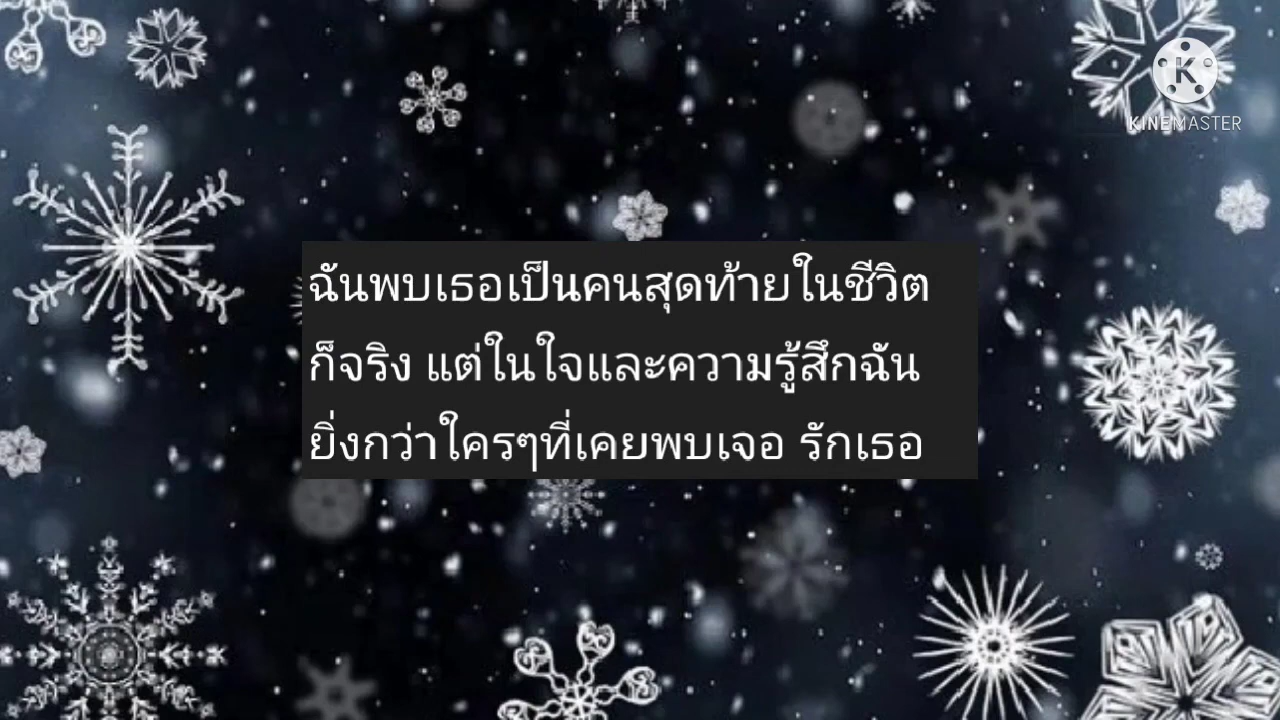 KINEMASTER
ฉันพบเธอเป็นคนสุดท้ายในชีวิต
ก็จริง แต่ในใจและความรู้สึกฉัน
ยิ่งกว่าใครๆที่เคยพบเจอ รักเธอ